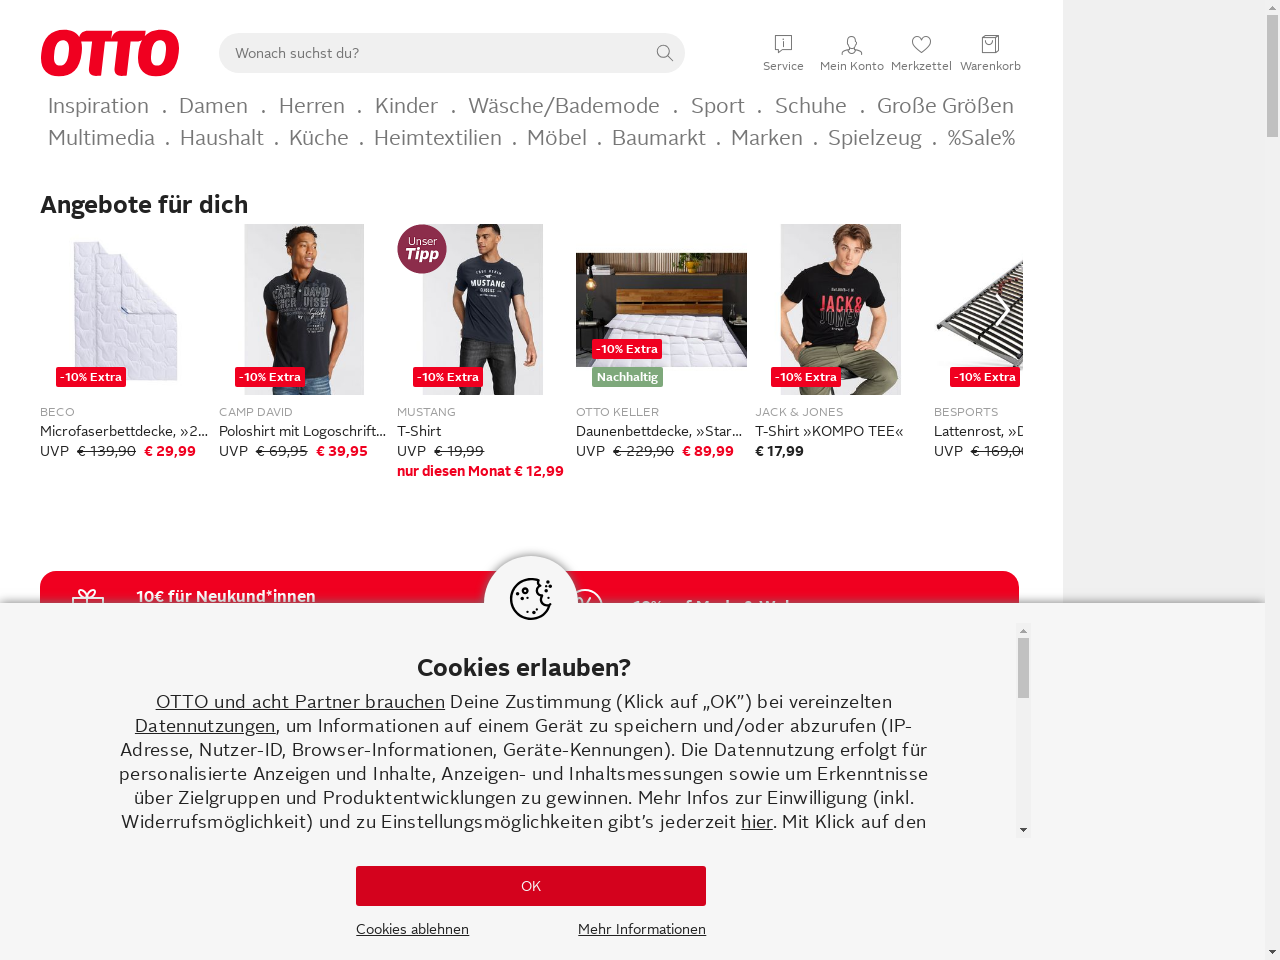 OTTO
Wonach suchst du?
Service
Mein Konto
Merkzettel
Warenkorb
Inspiration . Damen . Herren . Kinder . Wäsche/Bademode . Sport . Schuhe . Große Größen
Multimedia . Haushalt . Küche . Heimtextilien . Möbel . Baumarkt . Marken . Spielzeug . %Sale%
Angebote für dich
-10% Extra
BECO
Microfaserbettdecke, »2...
UVP € 139,90 € 29,99
CAMP DAVID
-10% Extra
CAMP DAVID
Poloshirt mit Logoschrift...
UVP € 69,95 € 39,95
Unser
Tipp
MUSTANG
-10% Extra
MUSTANG
T-Shirt
UVP € 19,99
nur diesen Monat € 12,99
-10% Extra
Nachhaltig
OTTO KELLER
Daunenbettdecke, »Star...
UVP € 229,90 € 89,99
JACK&
JONES
-10% Extra
JACK & JONES
T-Shirt »KOMPO TEE«
€ 17,99
-10% Extra
BESPORTS
Lattenrost, »D
UVP € 169,00
10€ für Neukund*innen
Cookies erlauben?
OTTO und acht Partner brauchen Deine Zustimmung (Klick auf „OK”) bei vereinzelten
Datennutzungen, um Informationen auf einem Gerät zu speichern und/oder abzurufen (IP-
Adresse, Nutzer-ID, Browser-Informationen, Geräte-Kennungen). Die Datennutzung erfolgt für
personalisierte Anzeigen und Inhalte, Anzeigen- und Inhaltsmessungen sowie um Erkenntnisse
über Zielgruppen und Produktentwicklungen zu gewinnen. Mehr Infos zur Einwilligung (inkl.
Widerrufsmöglichkeit) und zu Einstellungsmöglichkeiten gibt's jederzeit hier. Mit Klick auf den
OK
Cookies ablehnen
Mehr Informationen